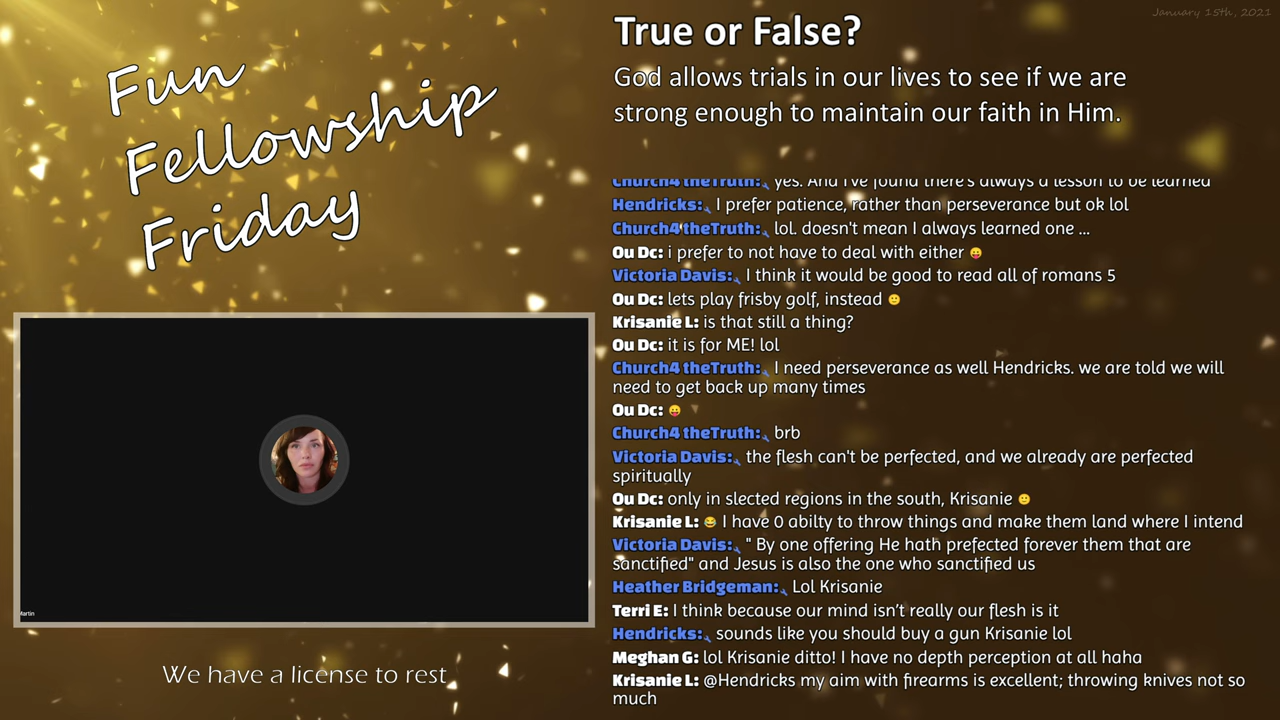 Fun
Fellowship
Friday
Martin
We have a license to rest
January 15th, 2021
True or False?
God allows trials in our lives to see if we are
strong enough to maintain our faith in Him.
Church4 theTruth: yes. And I've found there's always a lesson to be learned
Hendricks: I prefer patience, rather than perseverance but ok lol
Church4 theTruth: lol. doesn't mean I always learned one ...
Ou Dc: i prefer to not have to deal with either 😛
Victoria Davis: I think it would be good to read all of romans 5
Ou Dc: lets play frisby golf, instead 🙂
Krisanie L: is that still a thing?
Ou Dc: it is for ME! lol
Church4 theTruth: I need perseverance as well Hendricks. we are told we will
need to get back up many times
Ou Dc: 😛
Church4 theTruth: brb
Victoria Davis: the flesh can't be perfected, and we already are perfected
spiritually
Ou Dc: only in slected regions in the south, Krisanie 🙂
Krisanie L: 😂 I have 0 abilty to throw things and make them land where I intend
Victoria Davis: " By one offering He hath prefected forever them that are
sanctified" and Jesus is also the one who sanctified us
Heather Bridgeman: Lol Krisanie
Terri E: I think because our mind isn't really our flesh is it
Hendricks: sounds like you should buy a gun Krisanie lol
Meghan G: lol Krisanie ditto! I have no depth perception at all haha
Krisanie L: @Hendricks my aim with firearms is excellent; throwing knives not so
much